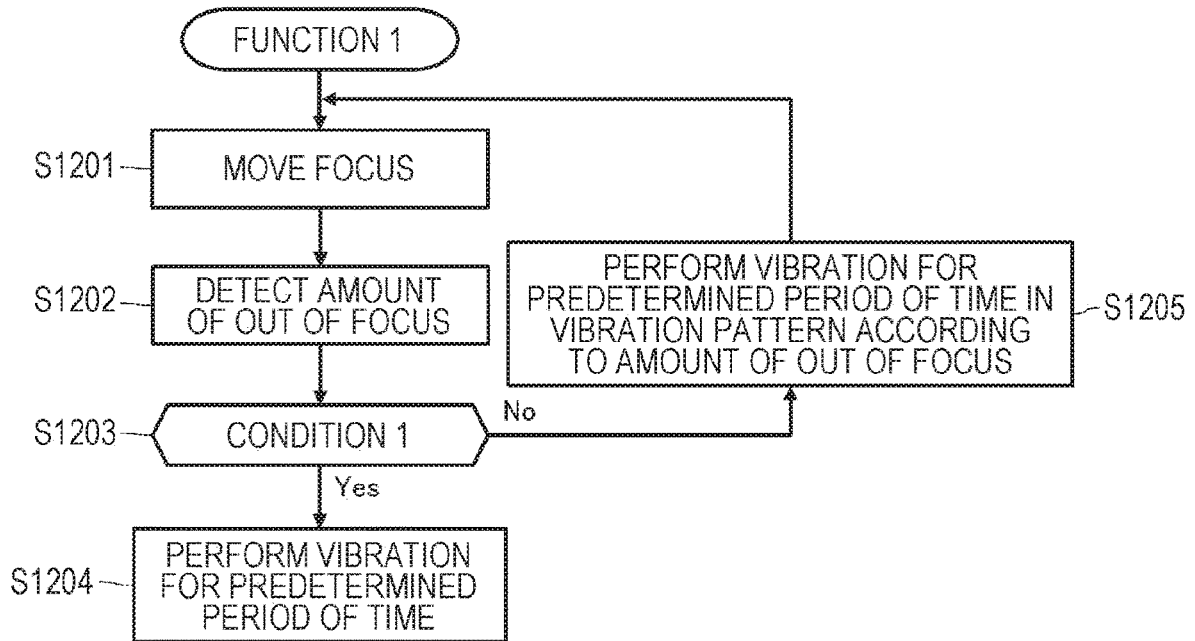 FUNCTION 1
S1201
MOVE FOCUS
S1202
DETECT AMOUNT
OF OUT OF FOCUS
S1203
CONDITION 1
No
Yes
S1204
PERFORM VIBRATION
FOR PREDETERMINED
PERIOD OF TIME
PERFORM VIBRATION FOR
PREDETERMINED PERIOD OF TIME IN
VIBRATION PATTERN ACCORDING
TO AMOUNT OF OUT OF FOCUS
S1205